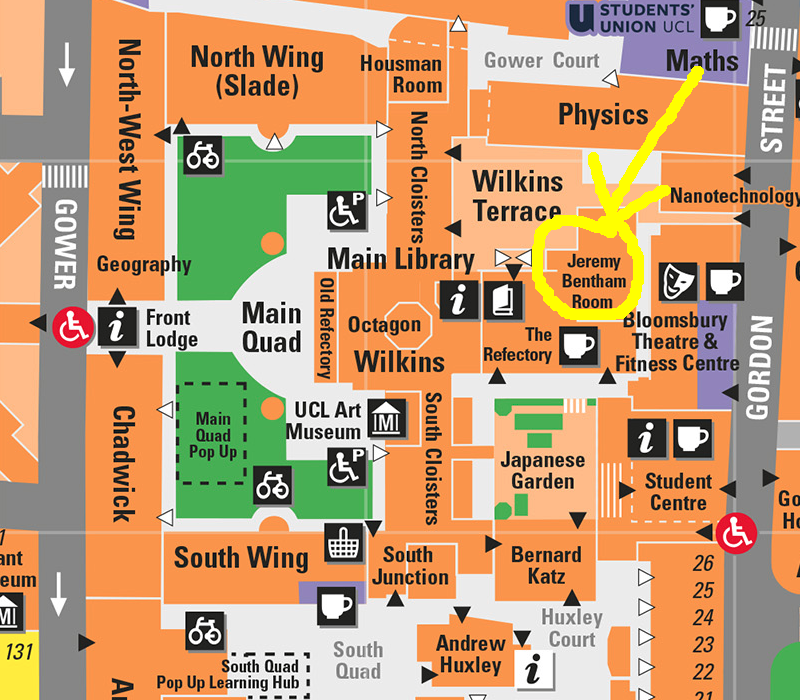 STUDENTS'
UNION UCL
25
Maths
North Wing
(Slade)
Housman
Room
Gower Court
Physics
STREET
North-West Wing
North Cloisters
Wilkins
Terrace
Nanotechnology
GOWER
Geography
Main Library
Jeremy
Bentham
Room
Front
Lodge
Main
Quad
Old Refectory
Octagon
Wilkins
The
Refectory
Bloomsbury
Theatre &
Fitness Centre
GORDON
Chadwick
Main
Quad
Pop Up
UCL Art
Museum
South Cloisters
Japanese
Garden
Student
Centre
P
P
South Wing
South
Junction
Bernard
Katz
26
25
24
23
22
21
Huxley
Court
South
Quad
Andrew
Huxley
South Quad
Pop Up Learning Hub
131